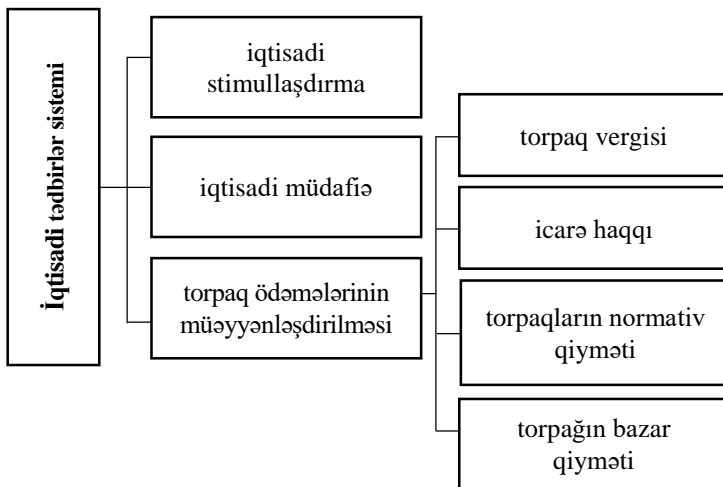 İqtisadi tədbirlər sistemi
iqtisadi
stimullaşdırma
iqtisadi müdafiə
torpaq ödəmələrinin
müəyyənləşdirilməsi
torpaq vergisi
icarə haqqı
torpaqların normativ
qiyməti
torpağın bazar
qiyməti